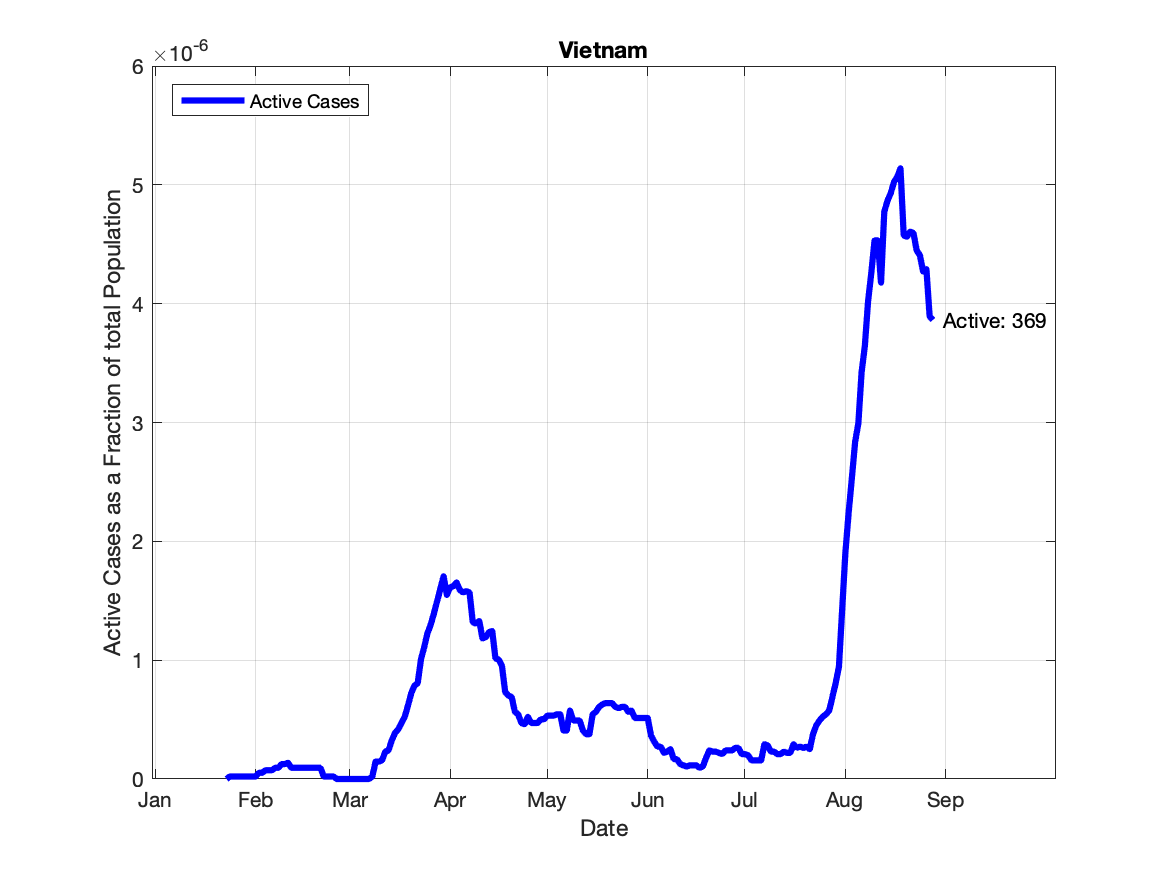 Vietnam
×10-6
6
5
4
3
2
1
0
Active Cases
Active: 369
Active Cases as a Fraction of total Population
Jan Feb Mar Apr May Jun Jul Aug Sep
Date